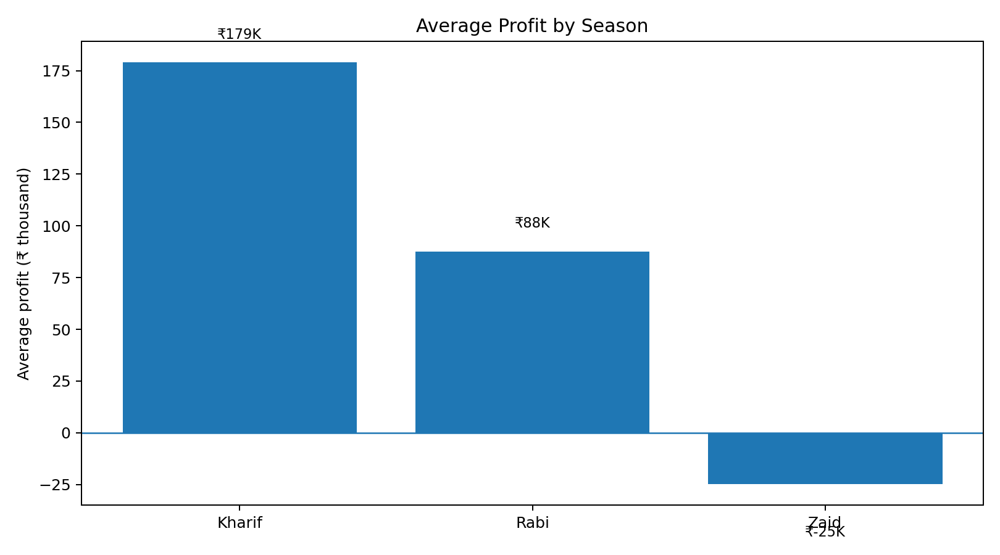 Average Profit by Season
₹179K
175
150
125
100
75
50
25
0
−25
Average profit (₹ thousand)
₹88K
Kharif
Rabi
Zaid
₹-25K